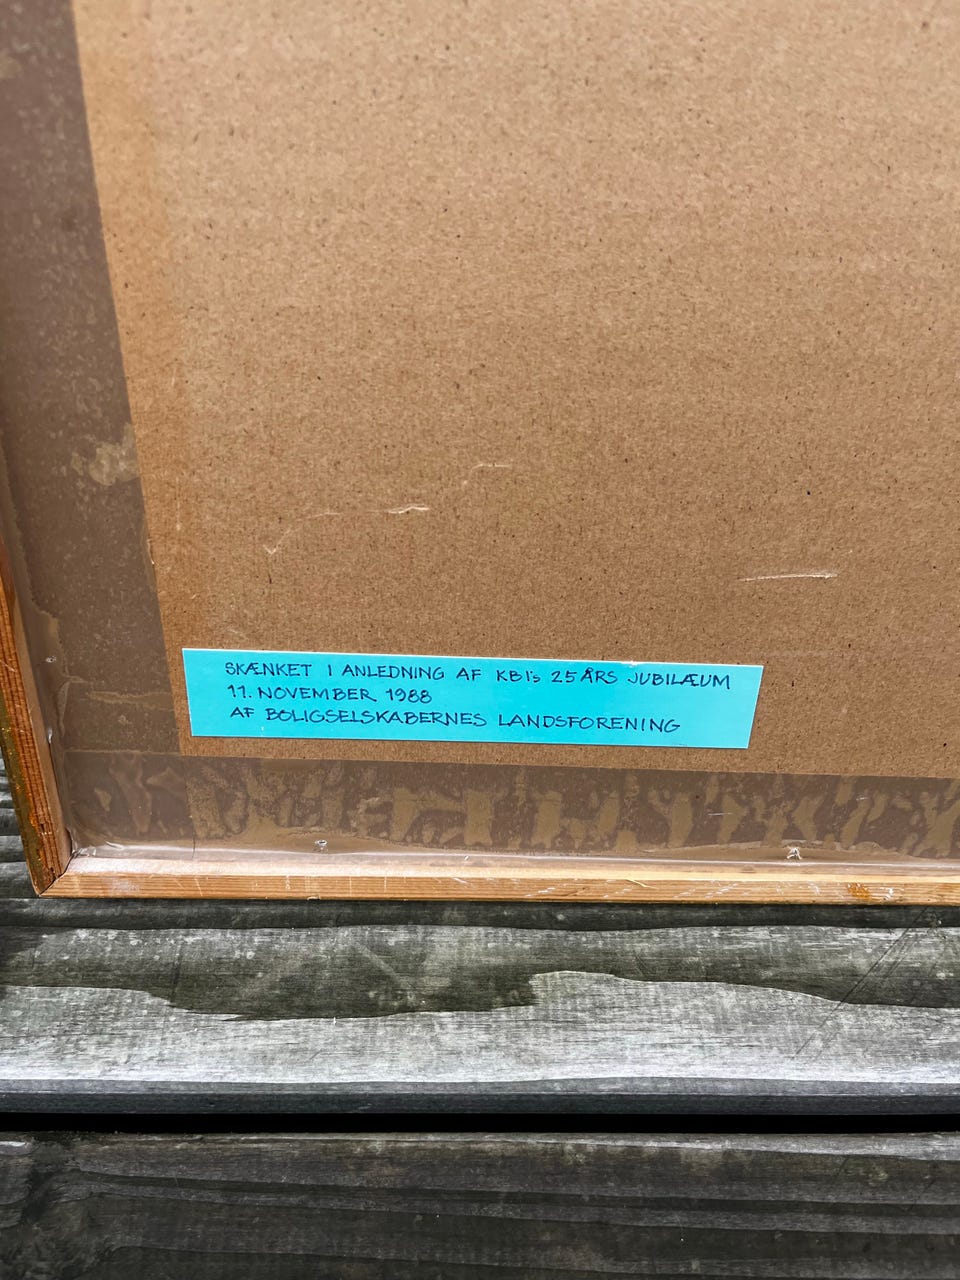 SKÆNKET I ANLEDNING AF KBI's 25 ÅRS JUBILÆUM
11. NOVEMBER 1988
AF BOLIGSELSKABERNES LANDSFORENING